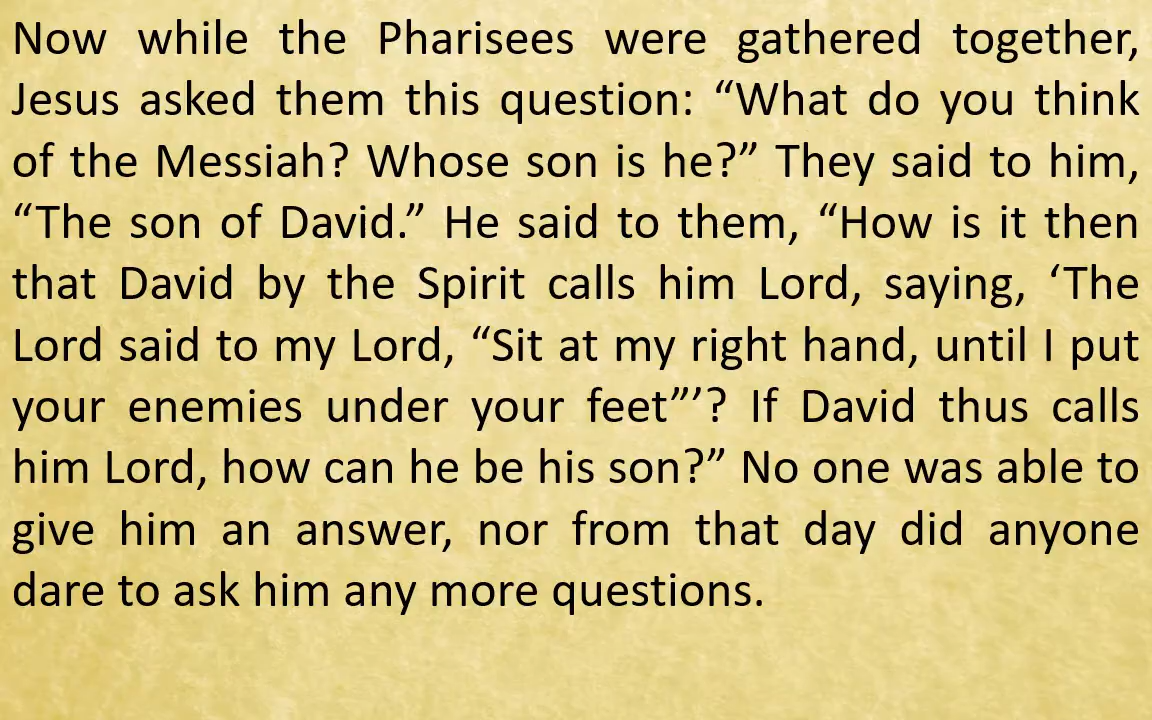 Now while the Pharisees were gathered together,
Jesus asked them this question: “What do you think
of the Messiah? Whose son is he?” They said to him,
“The son of David.” He said to them, “How is it then
that David by the Spirit calls him Lord, saying, ‘The
Lord said to my Lord, “Sit at my right hand, until I put
your enemies under your feet”’? If David thus calls
him Lord, how can he be his son?” No one was able to
give him an answer, nor from that day did anyone
dare to ask him any more questions.